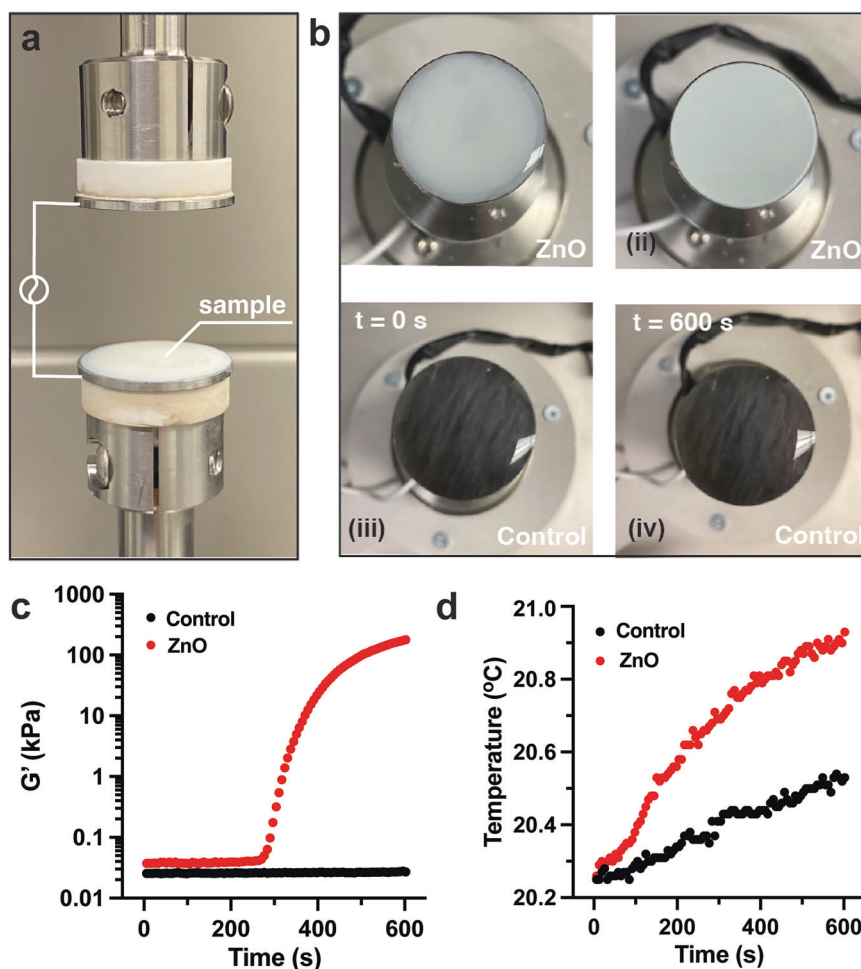 a
sample
b
ZnO
(ii)
ZnO
t = 0 s
(iii)
Control
t = 600 s
(iv)
Control
c
Control
ZnO
1000
100
10
1
0.1
0.01
G' (kPa)
0
200
400
600
Time (s)
d
Control
ZnO
21.0
20.8
20.6
20.4
20.2
Temperature (ºC)
0
200
400
600
Time (s)